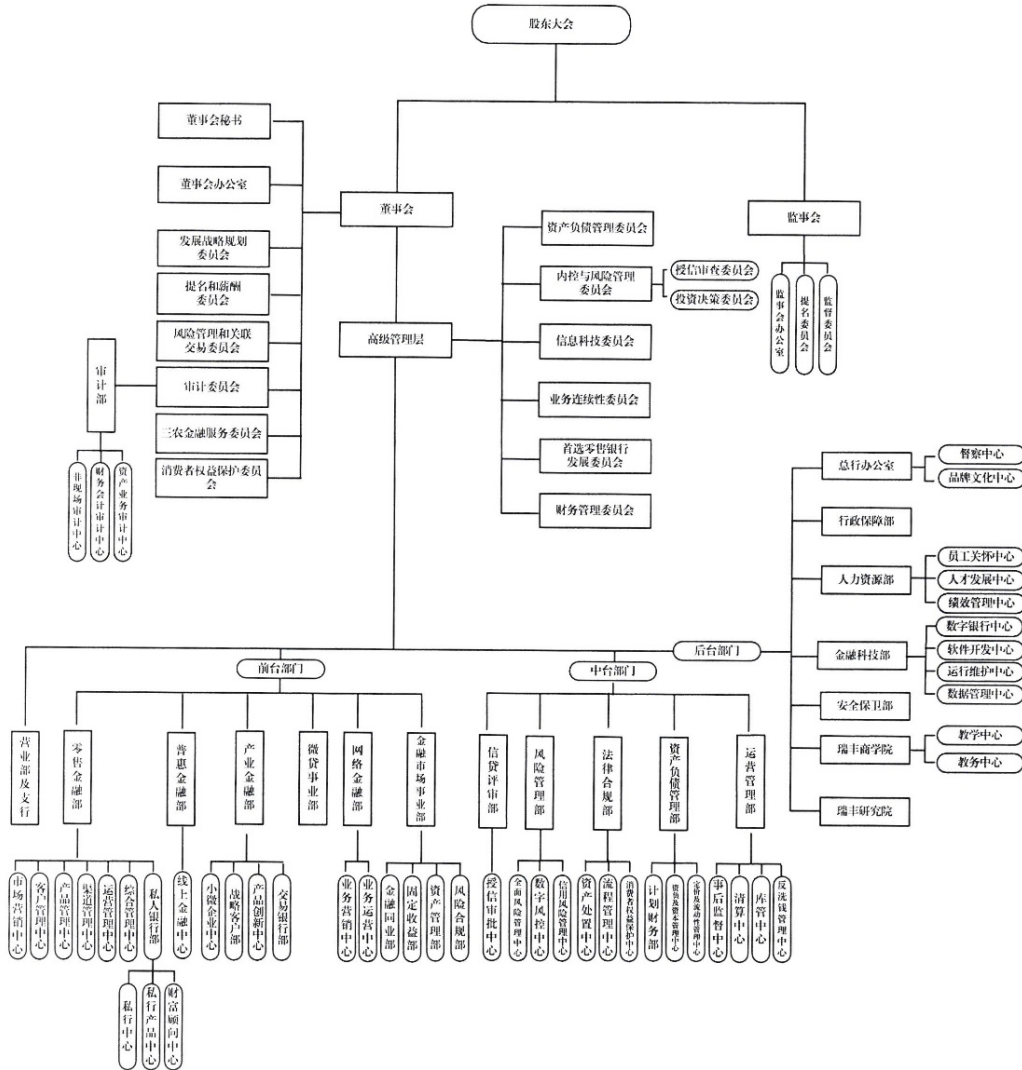 股东大会
董事会秘书
董事会办公室
发展战略规划
委员会
提名和薪酬
委员会
风险管理和关联
交易委员会
审计委员会
三农金融服务委员会
消费者权益保护委员
会
审计部
非现场审计中心
财务会计审计中心
资产业务审计中心
董事会
高级管理层
资产负债管理委员会
内控与风险管理
委员会
授信审查委员会
投资决策委员会
信息科技委员会
业务连续性委员会
首选零售银行
发展委员会
财务管理委员会
监事会
监事会办公室
提名委员会
监督委员会
前台部门
中台部门
后台部门
总行办公室
督察中心
品牌文化中心
行政保障部
人力资源部
员工关怀中心
人才发展中心
绩效管理中心
金融科技部
数字银行中心
软件开发中心
运行维护中心
数据管理中心
安全保卫部
瑞丰商学院
教学中心
教务中心
瑞丰研究院
营业部及支行
零售金融部
普惠金融部
产业金融部
微贷事业部
网络金融部
金融市场事业部
信贷评审部
风险管理部
法律合规部
资产负债管理部
运营管理部
市场营销中心
客户管理中心
产品管理中心
渠道管理中心
运营管理中心
综合管理中心
私人银行部
线上金融中心
小微企业中心
战略客户部
产品创新中心
交易银行部
业务营销中心
业务运营中心
金融同业部
固定收益部
资产管理部
风险合规部
授信审批中心
全面风险管理中心
数字风控中心
信用风险管理中心
资产处置中心
流程管理中心
消费者权益保护中心
计划财务部
资负及资本管理中心
定价及流动性管理中心
事后监督中心
清算中心
库管中心
反洗钱管理中心
私行中心
私行产品中心
财富顾问中心